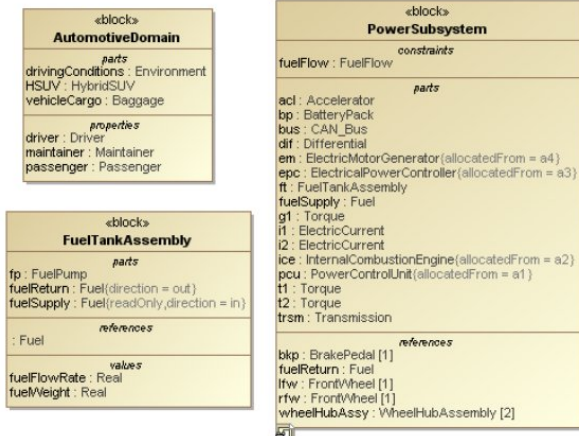 «block»
AutomotiveDomain
parts
drivingConditions : Environment
HSUV : HybridSUV
vehicleCargo : Baggage
properties
driver : Driver
maintainer : Maintainer
passenger : Passenger
«block»
FuelTankAssembly
parts
fp : FuelPump
fuelReturn : Fuel{direction = out}
fuelSupply : Fuel{readOnly,direction = in}
references
: Fuel
values
fuelFlowRate : Real
fuelWeight : Real
«block»
PowerSubsystem
constraints
fuelFlow : FuelFlow
parts
acl : Accelerator
bp : BatteryPack
bus : CAN_Bus
dif : Differential
em : ElectricMotorGenerator{allocatedFrom = a4}
epc : ElectricalPowerController{allocatedFrom = a3}
ft : FuelTankAssembly
fuelSupply : Fuel
g1 : Torque
i1 : ElectricCurrent
i2 : ElectricCurrent
ice : InternalCombustionEngine{allocatedFrom = a2}
pcu : PowerControlUnit{allocatedFrom = a1}
t1 : Torque
t2 : Torque
trsm : Transmission
references
bkp : BrakePedal [1]
fuelReturn : Fuel
lfw : FrontWheel [1]
rfw : FrontWheel [1]
wheelHubAssy : WheelHubAssembly [2]